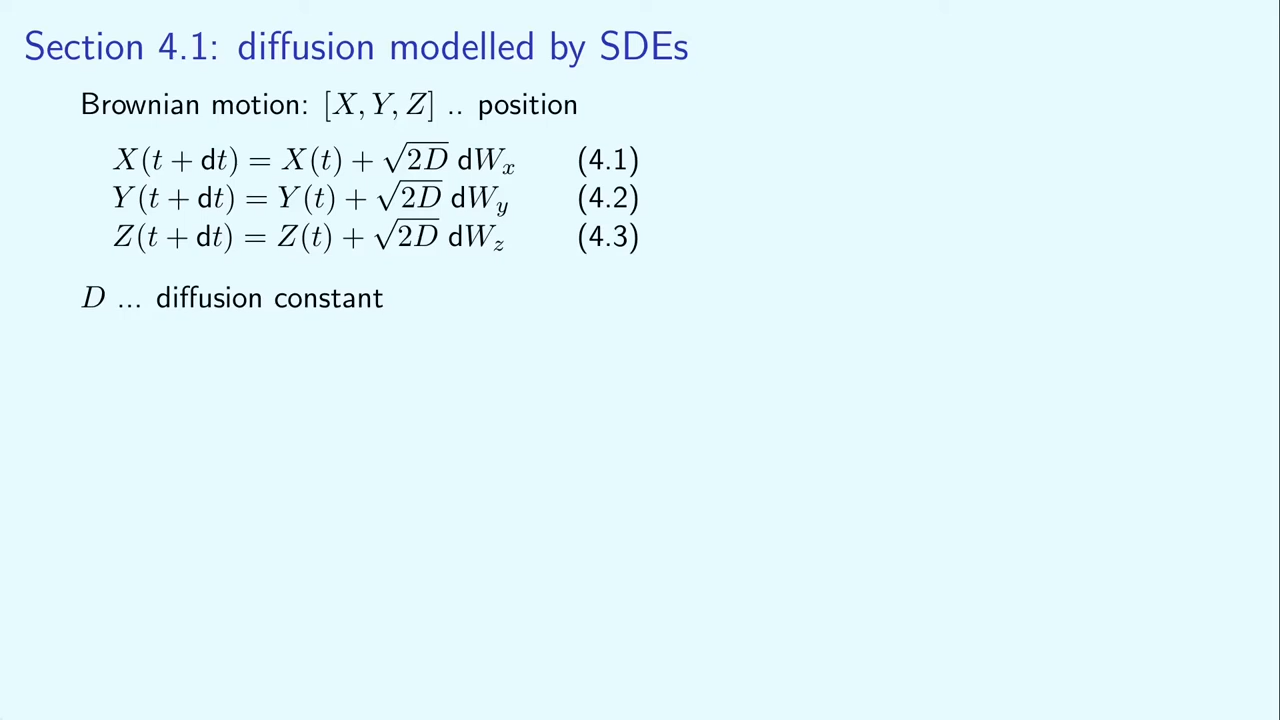 Section 4.1: diffusion modelled by SDEs
Brownian motion: [X, Y, Z] .. position
X(t + dt) = X(t) + √2D dWₓ (4.1)
Y(t + dt) = Y(t) + √2D dW_y (4.2)
Z(t + dt) = Z(t) + √2D dW_z (4.3)
D ... diffusion constant